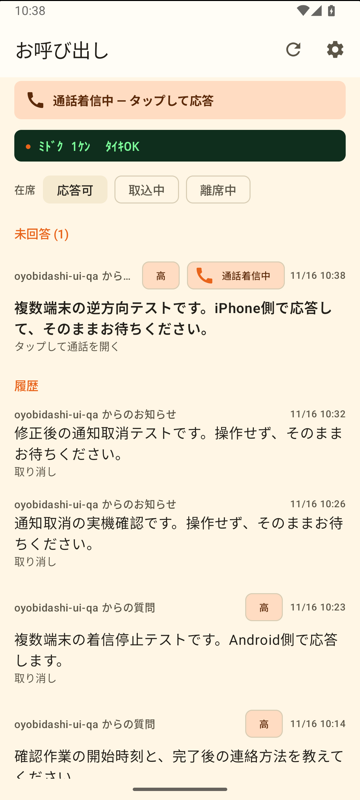 10:38
お呼び出し
通話着信中 – タップして応答
ﾐﾄﾞｸ 1ｹﾝ ﾀｲｷOK
在席 応答可 取込中 離席中
未回答 (1)
oyobidashi-ui-qa から… 高 通話着信中 11/16 10:38
複数端末の逆方向テストです。iPhone側で応答し
て、そのままお待ちください。
タップして通話を開く
履歴
oyobidashi-ui-qa からのお知らせ 11/16 10:32
修正後の通知取消テストです。操作せず、そのまま
お待ちください。
取り消し
oyobidashi-ui-qa からのお知らせ 11/16 10:26
通知取消の実機確認です。操作せず、そのままお待
ちください。
取り消し
oyobidashi-ui-qa からの質問 高 11/16 10:23
複数端末の着信停止テストです。Android側で応答
します。
取り消し
oyobidashi-ui-qa からの質問 高 11/16 10:14
確認作業の開始時刻と、完了後の連絡方法を教えて
ください